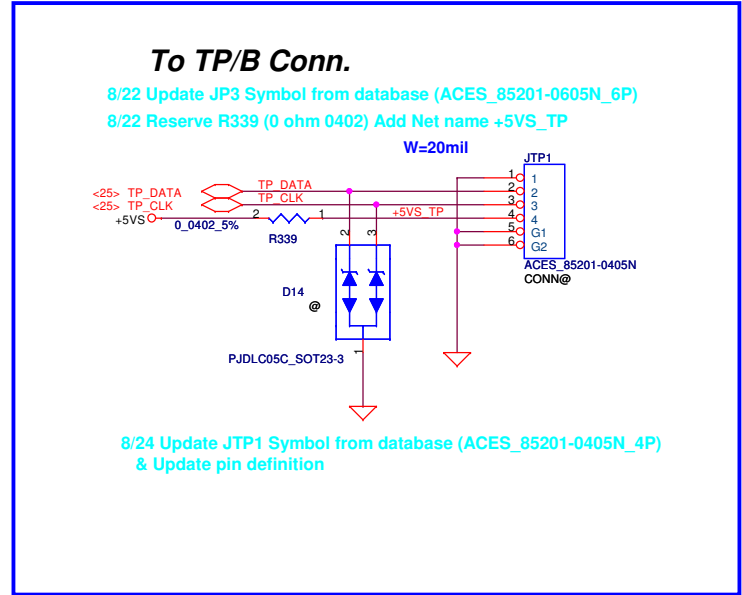 To TP/B Conn.
8/22 Update JP3 Symbol from database (ACES_85201-0605N_6P)
8/22 Reserve R339 (0 ohm 0402) Add Net name +5VS_TP
W=20mil
JTP1
<25> TP_DATA
TP_DATA
<25> TP_CLK
TP_CLK
+5VS
0_0402_5%
2
1
R339
+5VS_TP
1 1
2 2
3 3
4 4
5 G1
6 G2
ACES_85201-0405N
CONN@
2
3
D14
@
1
PJDLC05C_SOT23-3
8/24 Update JTP1 Symbol from database (ACES_85201-0405N_4P)
& Update pin definition